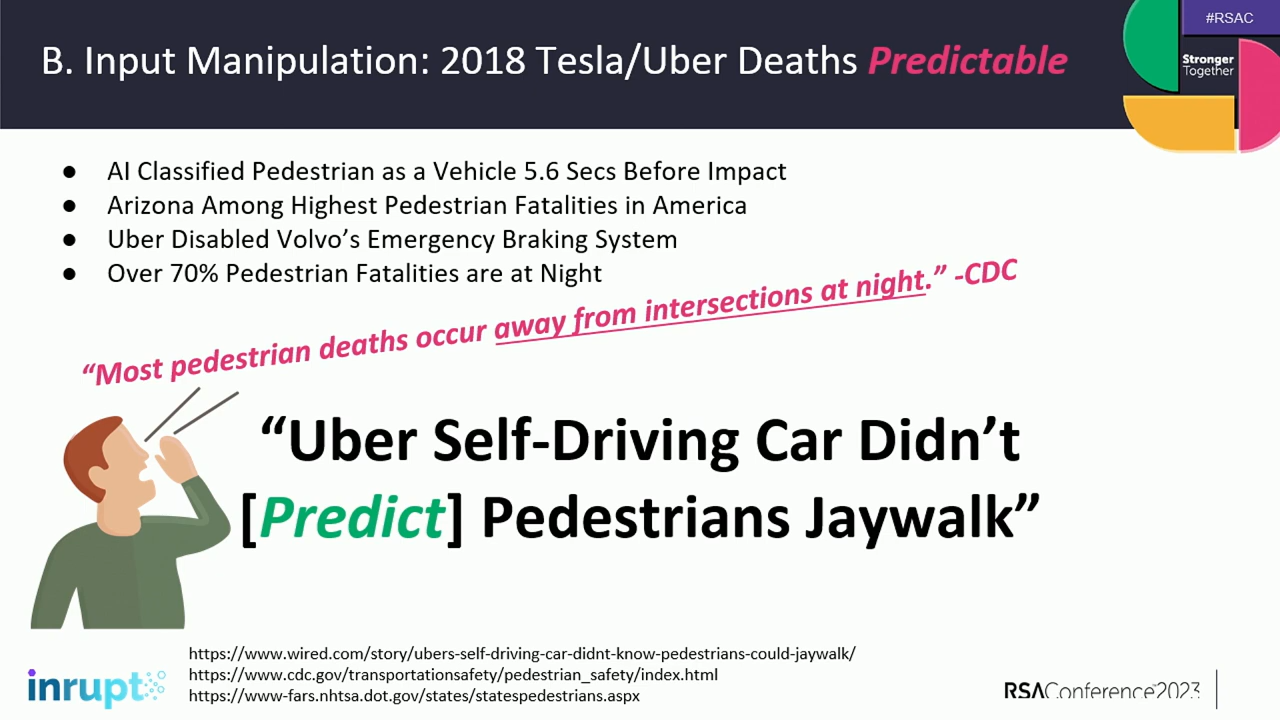 #RSAC
B. Input Manipulation: 2018 Tesla/Uber Deaths Predictable
Stronger
Together
● AI Classified Pedestrian as a Vehicle 5.6 Secs Before Impact
● Arizona Among Highest Pedestrian Fatalities in America
● Uber Disabled Volvo’s Emergency Braking System
● Over 70% Pedestrian Fatalities are at Night
“Most pedestrian deaths occur away from intersections at night.” -CDC
“Uber Self-Driving Car Didn’t
[Predict] Pedestrians Jaywalk”
https://www.wired.com/story/ubers-self-driving-car-didnt-know-pedestrians-could-jaywalk/
https://www.cdc.gov/transportationsafety/pedestrian_safety/index.html
https://www-fars.nhtsa.dot.gov/states/statespedestrians.aspx
inrupt
RSAConference™2023